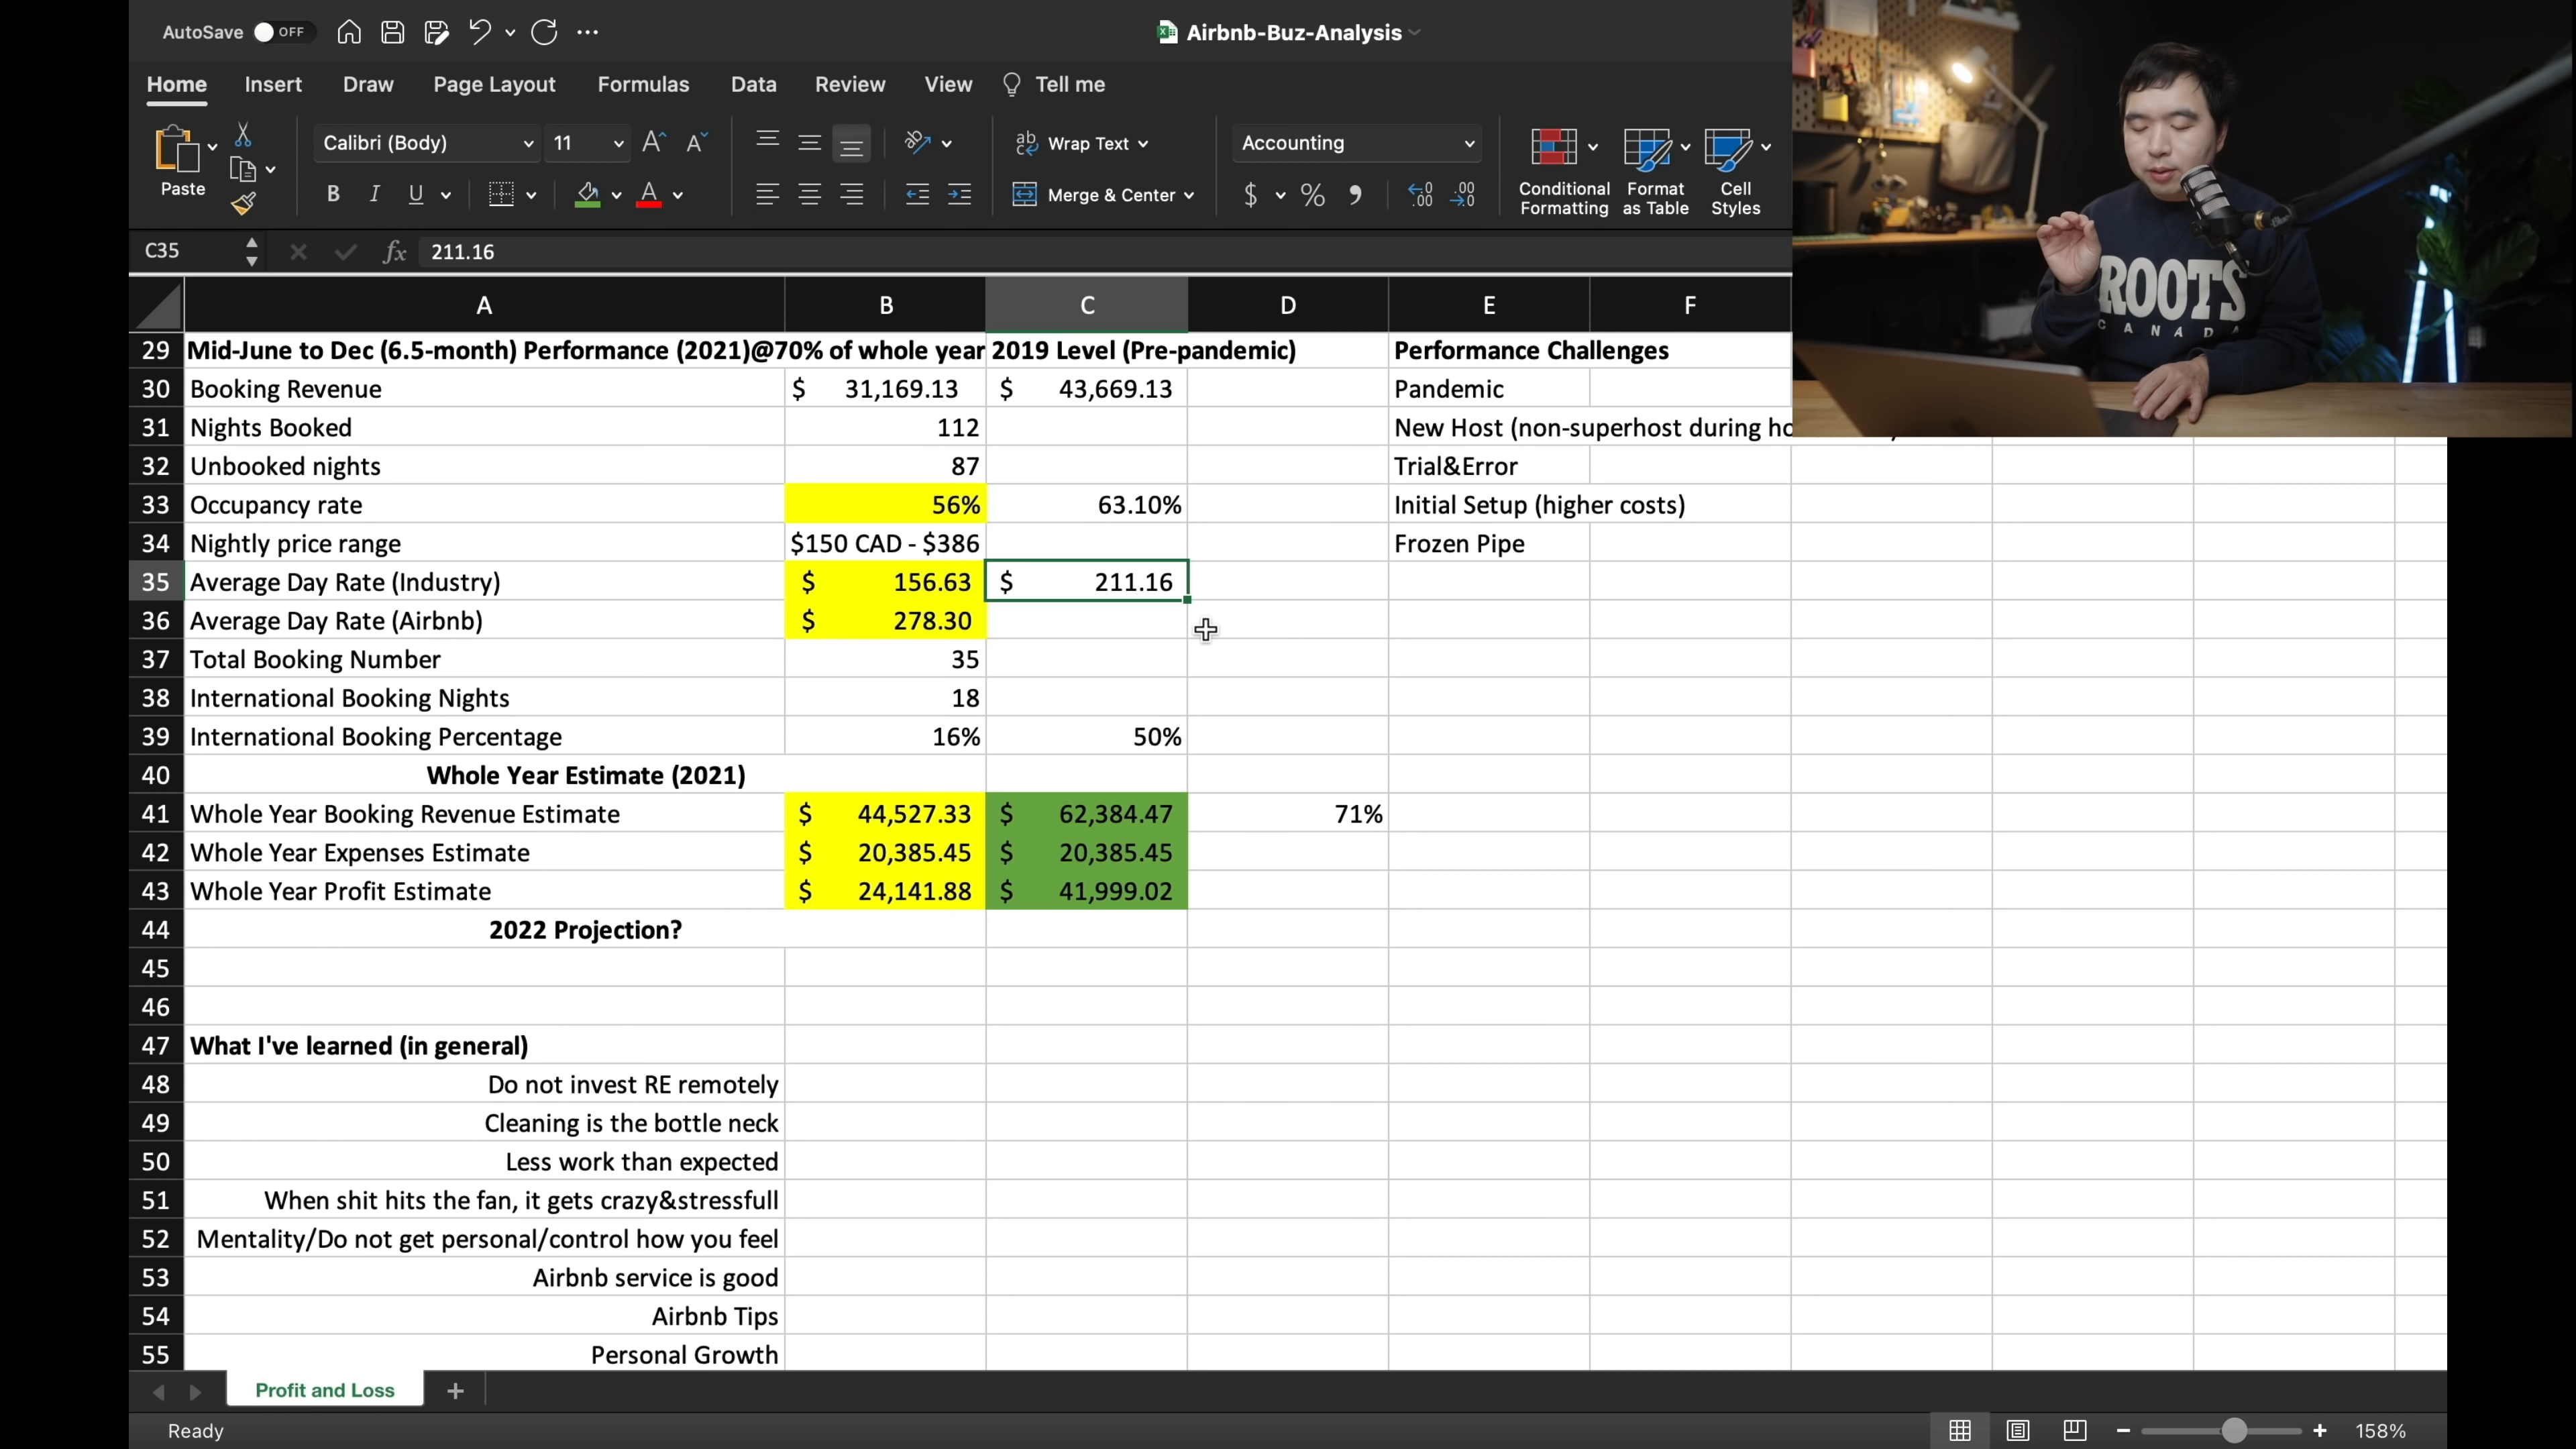 AutoSave OFF
Airbnb-Buz-Analysis
Home Insert Draw Page Layout Formulas Data Review View Tell me
Paste
Calibri (Body) 11
Wrap Text
Merge & Center
Accounting
Conditional Formatting
Format as Table
Cell Styles
C35 fx 211.16
A B C D E F
29 Mid-June to Dec (6.5-month) Performance (2021)@70% of whole year 2019 Level (Pre-pandemic) Performance Challenges
30 Booking Revenue $ 31,169.13 $ 43,669.13 Pandemic
31 Nights Booked 112 New Host (non-superhost during
32 Unbooked nights 87 Trial&Error
33 Occupancy rate 56% 63.10% Initial Setup (higher costs)
34 Nightly price range $150 CAD - $386 Frozen Pipe
35 Average Day Rate (Industry) $ 156.63 $ 211.16
36 Average Day Rate (Airbnb) $ 278.30
37 Total Booking Number 35
38 International Booking Nights 18
39 International Booking Percentage 16% 50%
40 Whole Year Estimate (2021)
41 Whole Year Booking Revenue Estimate $ 44,527.33 $ 62,384.47 71%
42 Whole Year Expenses Estimate $ 20,385.45 $ 20,385.45
43 Whole Year Profit Estimate $ 24,141.88 $ 41,999.02
44 2022 Projection?
45
46
47 What I've learned (in general)
48 Do not invest RE remotely
49 Cleaning is the bottle neck
50 Less work than expected
51 When shit hits the fan, it gets crazy&stressfull
52 Mentality/Do not get personal/control how you feel
53 Airbnb service is good
54 Airbnb Tips
55 Personal Growth
Profit and Loss
Ready 158%
ROOTS
CANADA